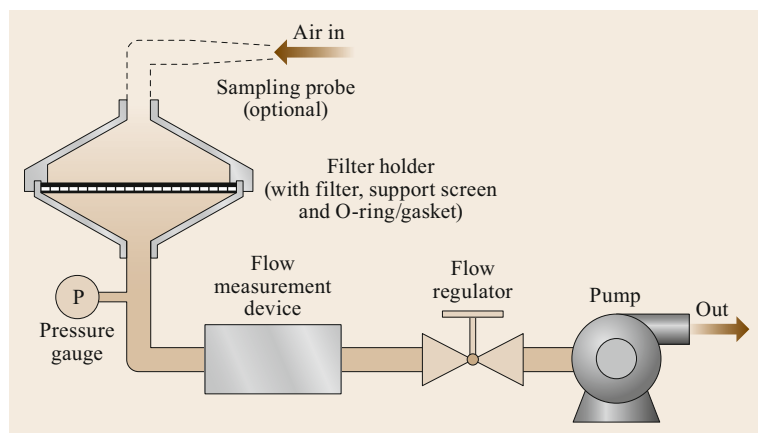 Air in
Sampling probe
(optional)
Filter holder
(with filter, support screen
and O-ring/gasket)
Flow
measurement
device
Flow
regulator
Pump
Out
P
Pressure
gauge